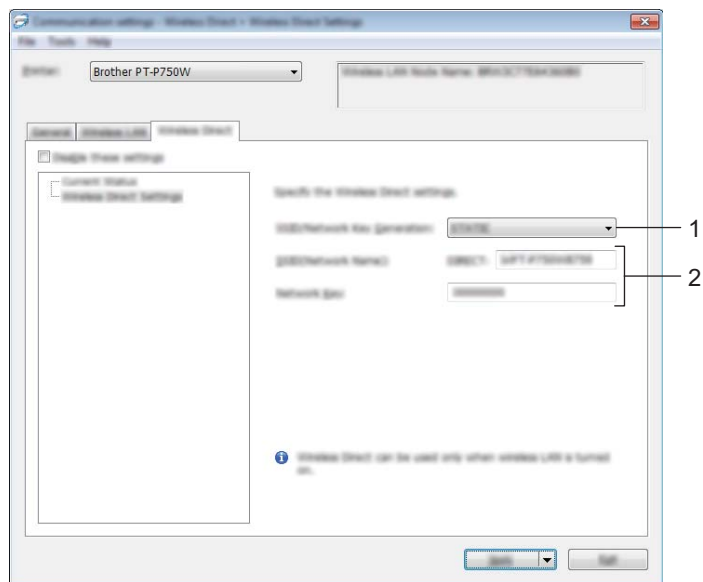 Communication settings - Wireless Direct > Wireless Direct Settings
File Tools Help
Printer: Brother PT-P750W
Wireless LAN Node Name:
General Wireless LAN Wireless Direct
Disable these settings
Current Status
Wireless Direct Settings
Specify the Wireless Direct settings.
SSID/Network Key Generation: STATIC 1
SSID(Network Name): DIRECT- 2
Network Key: 00000000
Wireless Direct can be used only when wireless LAN is turned
on.
Apply Exit